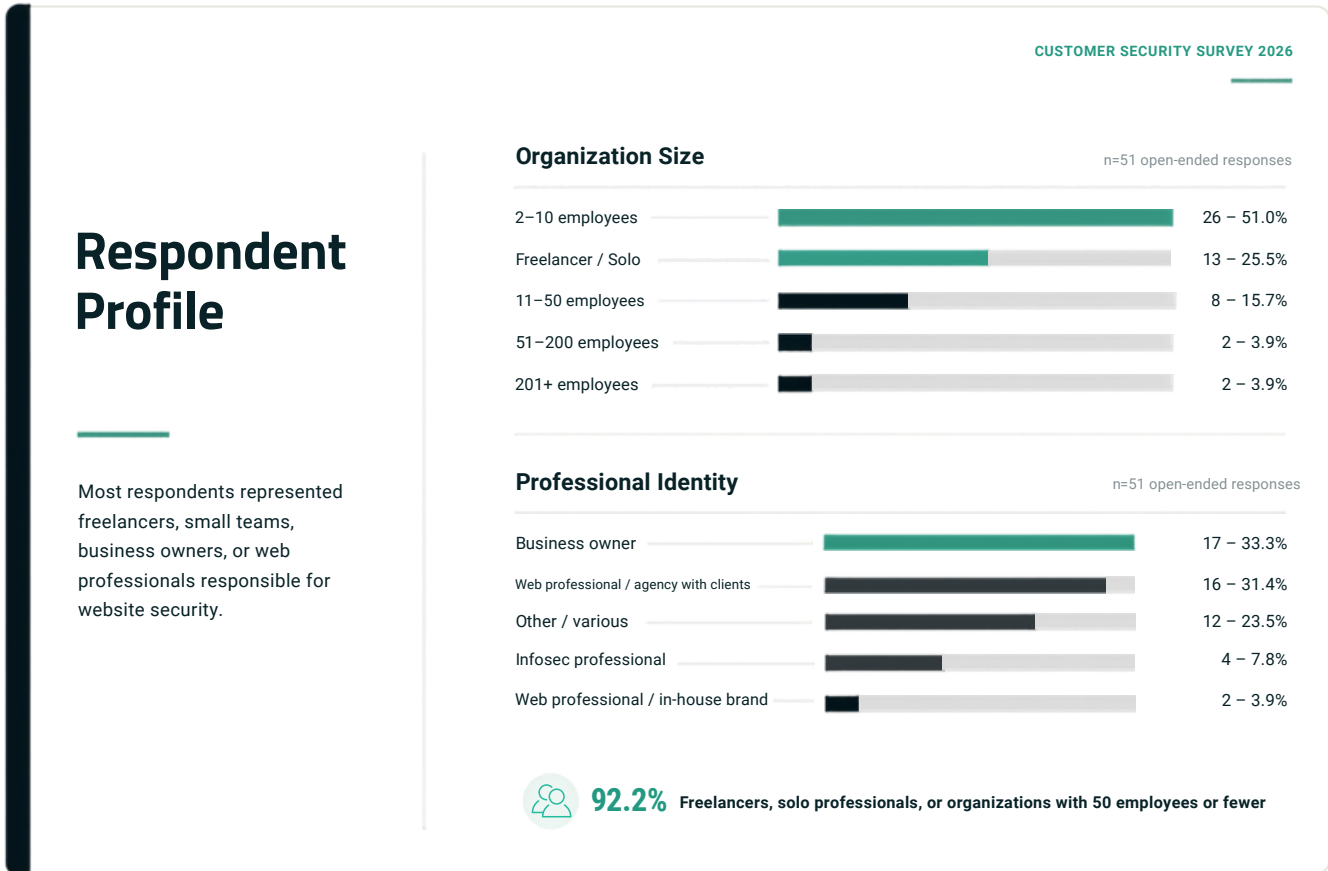 CUSTOMER SECURITY SURVEY 2026
Respondent
Profile
Most respondents represented
freelancers, small teams,
business owners, or web
professionals responsible for
website security.
Organization Size
n=51 open-ended responses
2–10 employees 26 – 51.0%
Freelancer / Solo 13 – 25.5%
11–50 employees 8 – 15.7%
51–200 employees 2 – 3.9%
201+ employees 2 – 3.9%
Professional Identity
n=51 open-ended responses
Business owner 17 – 33.3%
Web professional / agency with clients 16 – 31.4%
Other / various 12 – 23.5%
Infosec professional 4 – 7.8%
Web professional / in-house brand 2 – 3.9%
92.2% Freelancers, solo professionals, or organizations with 50 employees or fewer